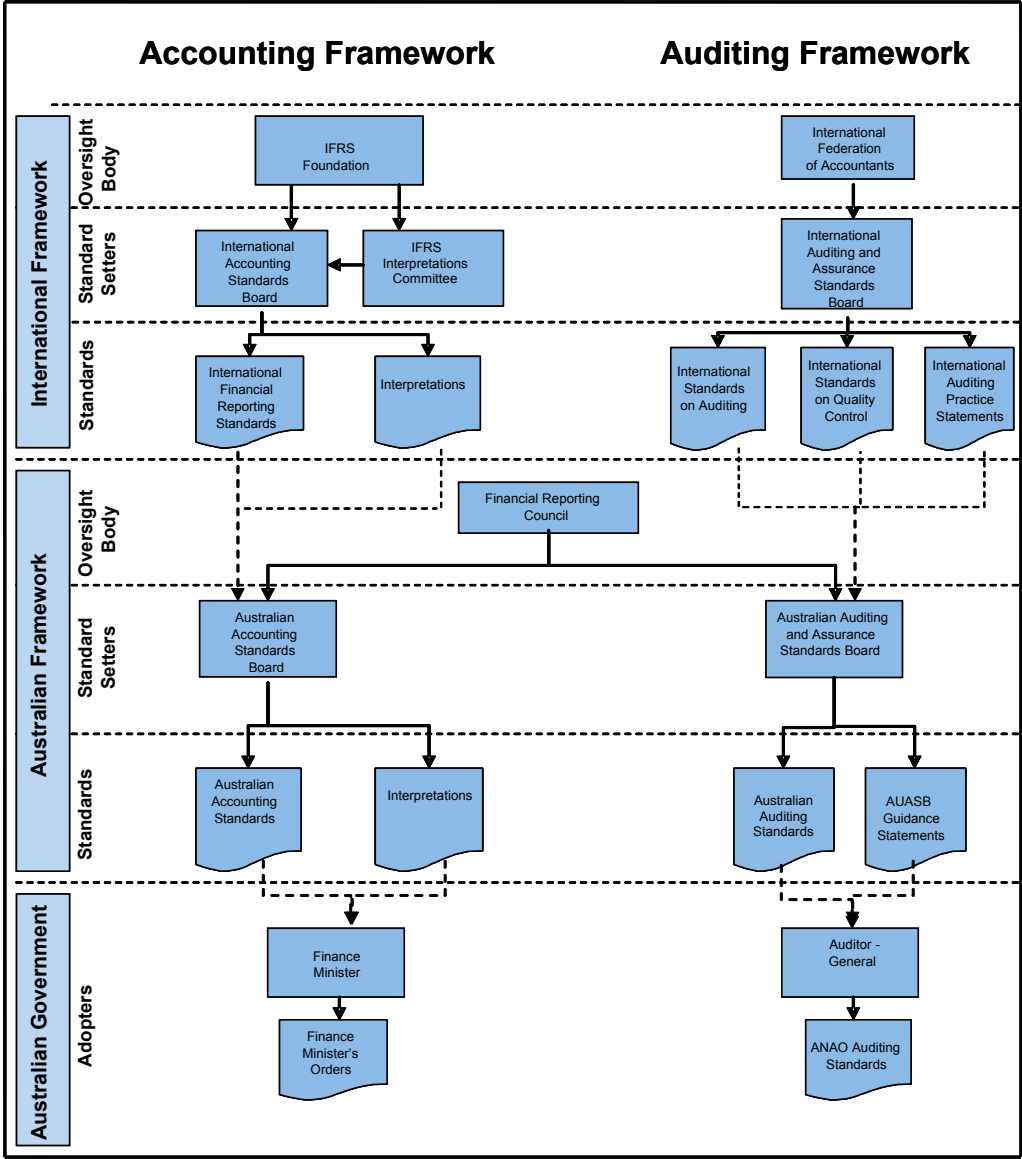 Accounting Framework
Auditing Framework
International Framework
Oversight
Body
IFRS
Foundation
International
Federation
of Accountants
Standard
Setters
International
Accounting
Standards
Board
IFRS
Interpretations
Committee
International
Auditing and
Assurance
Standards
Board
Standards
International
Financial
Reporting
Standards
Interpretations
International
Standards
on Auditing
International
Standards
on Quality
Control
International
Auditing
Practice
Statements
Australian Framework
Oversight
Body
Financial Reporting
Council
Standard
Setters
Australian
Accounting
Standards
Board
Australian Auditing
and Assurance
Standards Board
Standards
Australian
Accounting
Standards
Interpretations
Australian
Auditing
Standards
AUASB
Guidance
Statements
Australian Government
Adopters
Finance
Minister
Auditor -
General
Finance
Minister's
Orders
ANAO Auditing
Standards